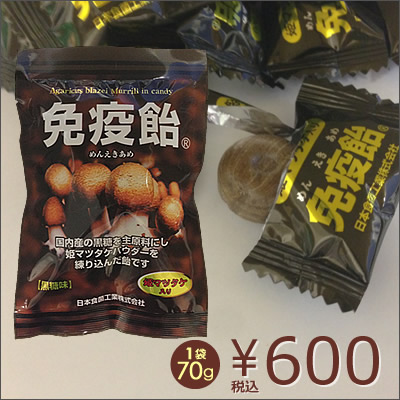 Agarikus blazei Murrill in candy
免疫飴®
めんえきあめ
国内産の黒糖を主原料にし
姫マツタケパウダーを
練り込んだ飴です
【黒糖味】
姫マツタケ
入り
日本食菌工業株式会社
めんえきあめ
免疫飴®
日本食菌工業株式会社
1袋
70g
¥600
税込